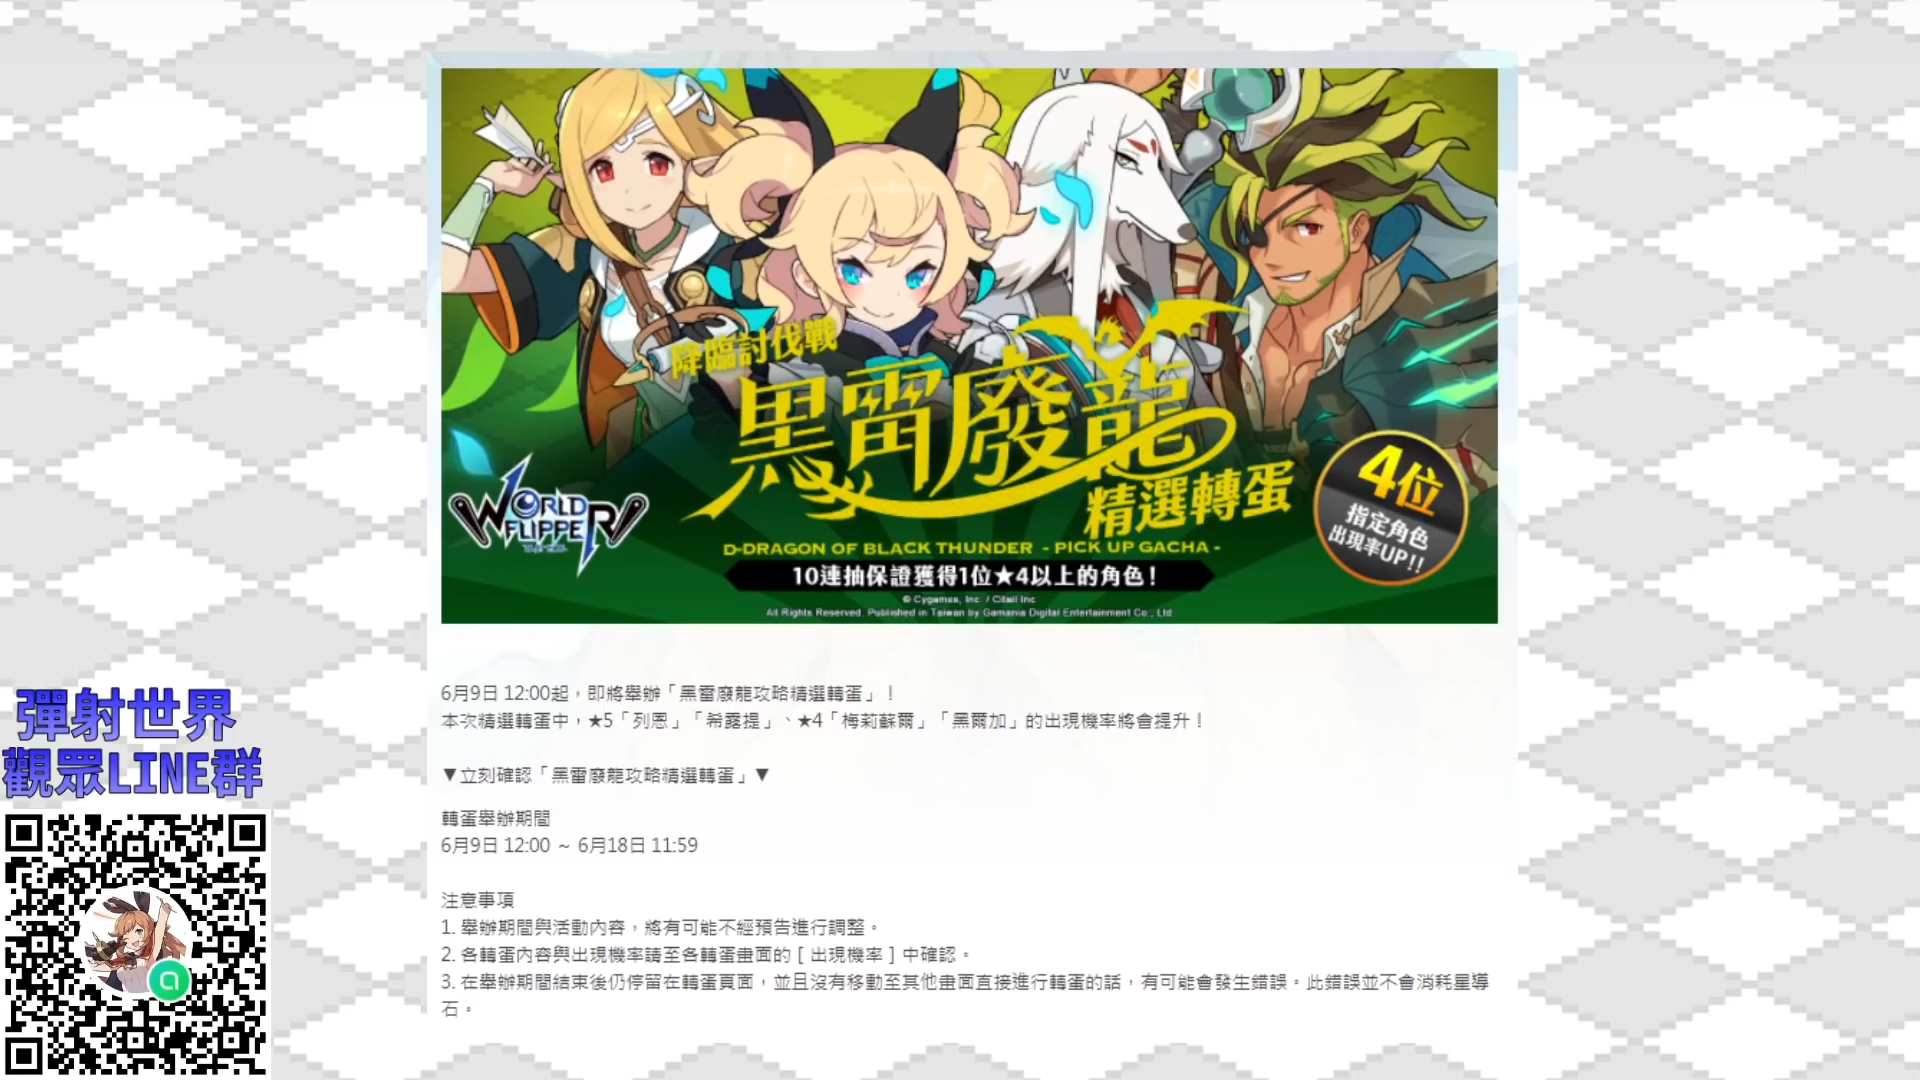 降臨討伐戰
黑雷廢龍
精選轉蛋
4位
指定角色
出現率UP!!
WORLD
FLIPPER
D-DRAGON OF BLACK THUNDER - PICK UP GACHA -
10連抽保證獲得1位★4以上的角色!
© Cygames, Inc. / Citail Inc
All Rights Reserved. Published in Taiwan by Gamania Digital Entertainment Co., Ltd.
6月9日 12:00起，即將舉辦「黑雷廢龍攻略精選轉蛋」！
本次精選轉蛋中，★5「列恩」「希露提」、★4「梅莉蘇爾」「黑爾加」的出現機率將會提升！
▼立刻確認「黑雷廢龍攻略精選轉蛋」▼
轉蛋舉辦期間
6月9日 12:00 ～ 6月18日 11:59
注意事項
1. 舉辦期間與活動內容，將有可能不經預告進行調整。
2. 各轉蛋內容與出現機率請至各轉蛋畫面的 [ 出現機率 ] 中確認。
3. 在舉辦期間結束後仍停留在轉蛋頁面，並且沒有移動至其他畫面直接進行轉蛋的話，有可能會發生錯誤。此錯誤並不會消耗星導
石。
彈射世界
觀眾LINE群